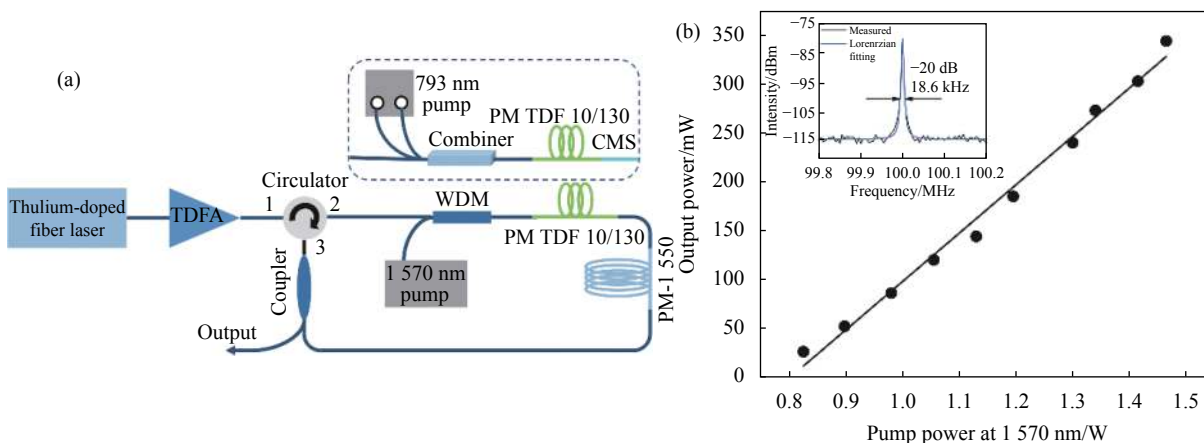 (a)
793 nm
pump
PM TDF 10/130
Combiner
CMS
Thulium-doped
fiber laser
TDFA
Circulator
1
2
3
WDM
PM TDF 10/130
1 570 nm
pump
PM-1 550
Coupler
Output
(b)
Output power/mW
350
300
250
200
150
100
50
0
0.8 0.9 1.0 1.1 1.2 1.3 1.4 1.5
Pump power at 1 570 nm/W
Intensity/dBm
−75
−85
−95
−105
−115
Measured
Lorenrzian
fitting
−20 dB
18.6 kHz
99.8 99.9 100.0 100.1 100.2
Frequency/MHz